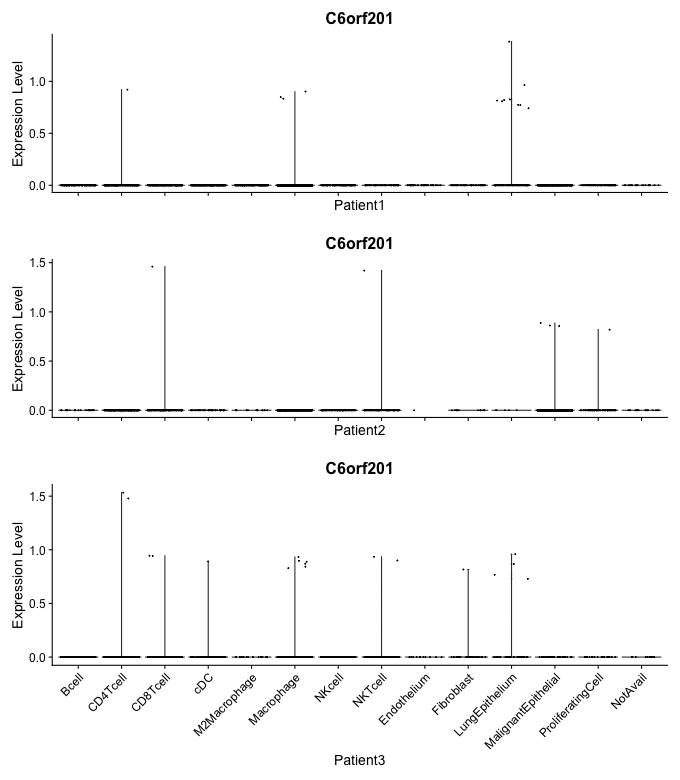 C6orf201
Expression Level
1.0
0.5
0.0
Patient1
C6orf201
Expression Level
1.5
1.0
0.5
0.0
Patient2
C6orf201
Expression Level
1.5
1.0
0.5
0.0
Bcell
CD4Tcell
CD8Tcell
cDC
M2Macrophage
Macrophage
NKcell
NKTcell
Endothelium
Fibroblast
LungEpithelium
MalignantEpithelial
ProliferatingCell
NotAvail
Patient3